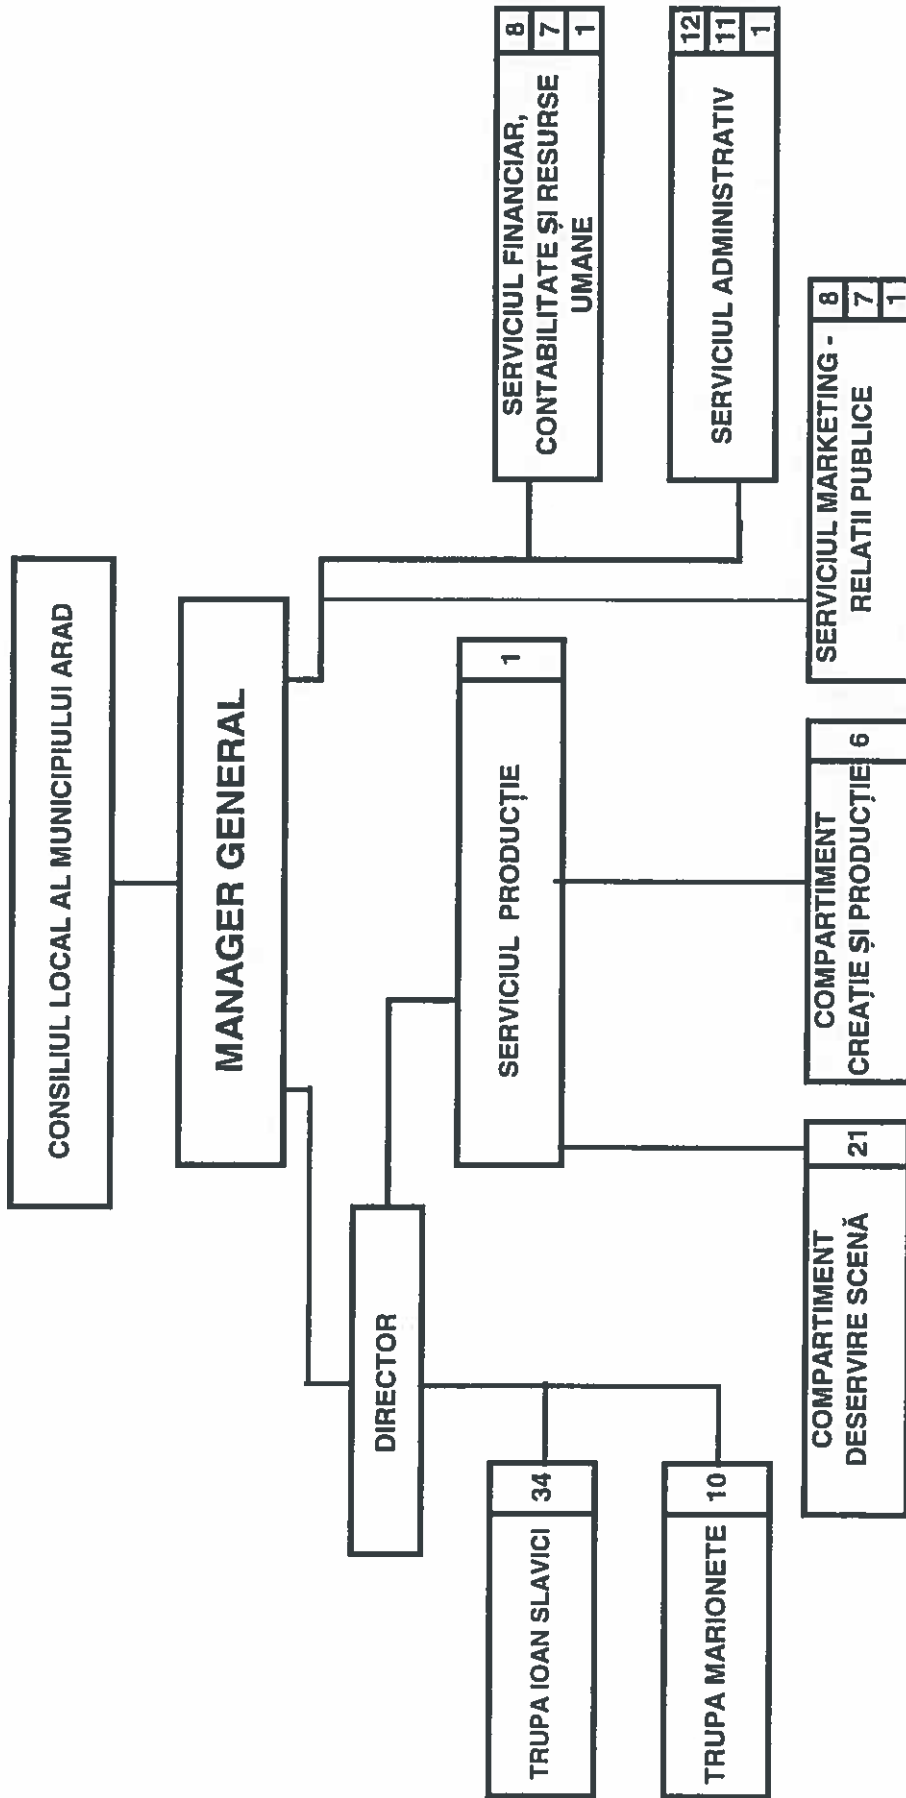 CONSILIUL LOCAL AL MUNICIPIULUI ARAD
MANAGER GENERAL
DIRECTOR
TRUPA IOAN SLAVICI
34
TRUPA MARIONETE
10
SERVICIUL PRODUCȚIE
1
COMPARTIMENT
DESERVIRE SCENĂ
21
COMPARTIMENT
CREAȚIE ȘI PRODUCȚIE
6
SERVICIUL FINANCIAR,
CONTABILITATE ȘI RESURSE
UMANE
8
7
1
SERVICIUL ADMINISTRATIV
12
11
1
SERVICIUL MARKETING -
RELATII PUBLICE
8
7
1